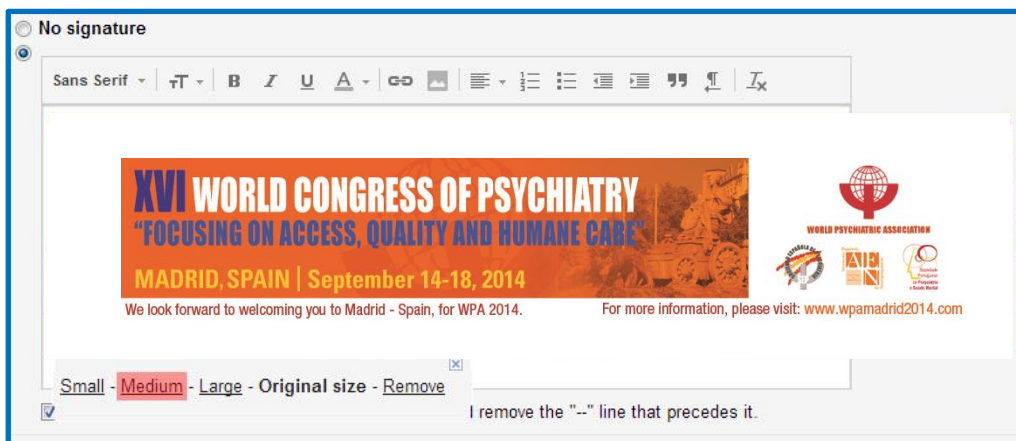 No signature
Sans Serif
XVI WORLD CONGRESS OF PSYCHIATRY
"FOCUSING ON ACCESS, QUALITY AND HUMANE CARE"
MADRID, SPAIN | September 14-18, 2014
WORLD PSYCHIATRIC ASSOCIATION
We look forward to welcoming you to Madrid - Spain, for WPA 2014.
For more information, please visit: www.wpamadrid2014.com
Small - Medium - Large - Original size - Remove
remove the "--" line that precedes it.